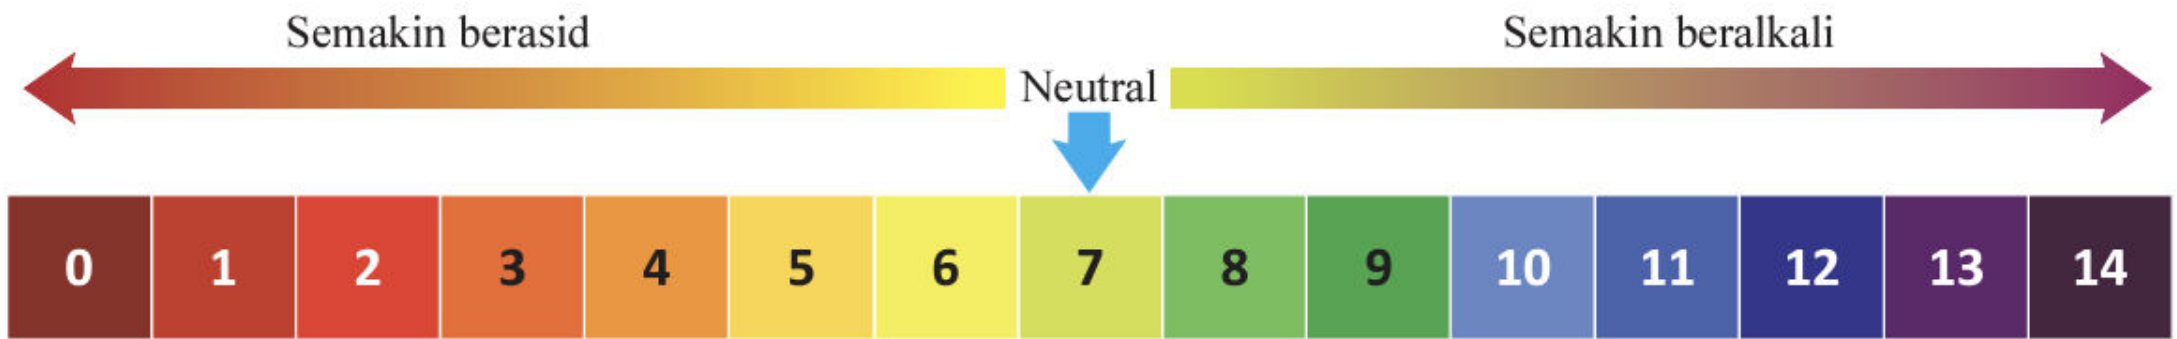 Semakin berasid
Semakin beralkali
Neutral
0 1 2 3 4 5 6 7 8 9 10 11 12 13 14